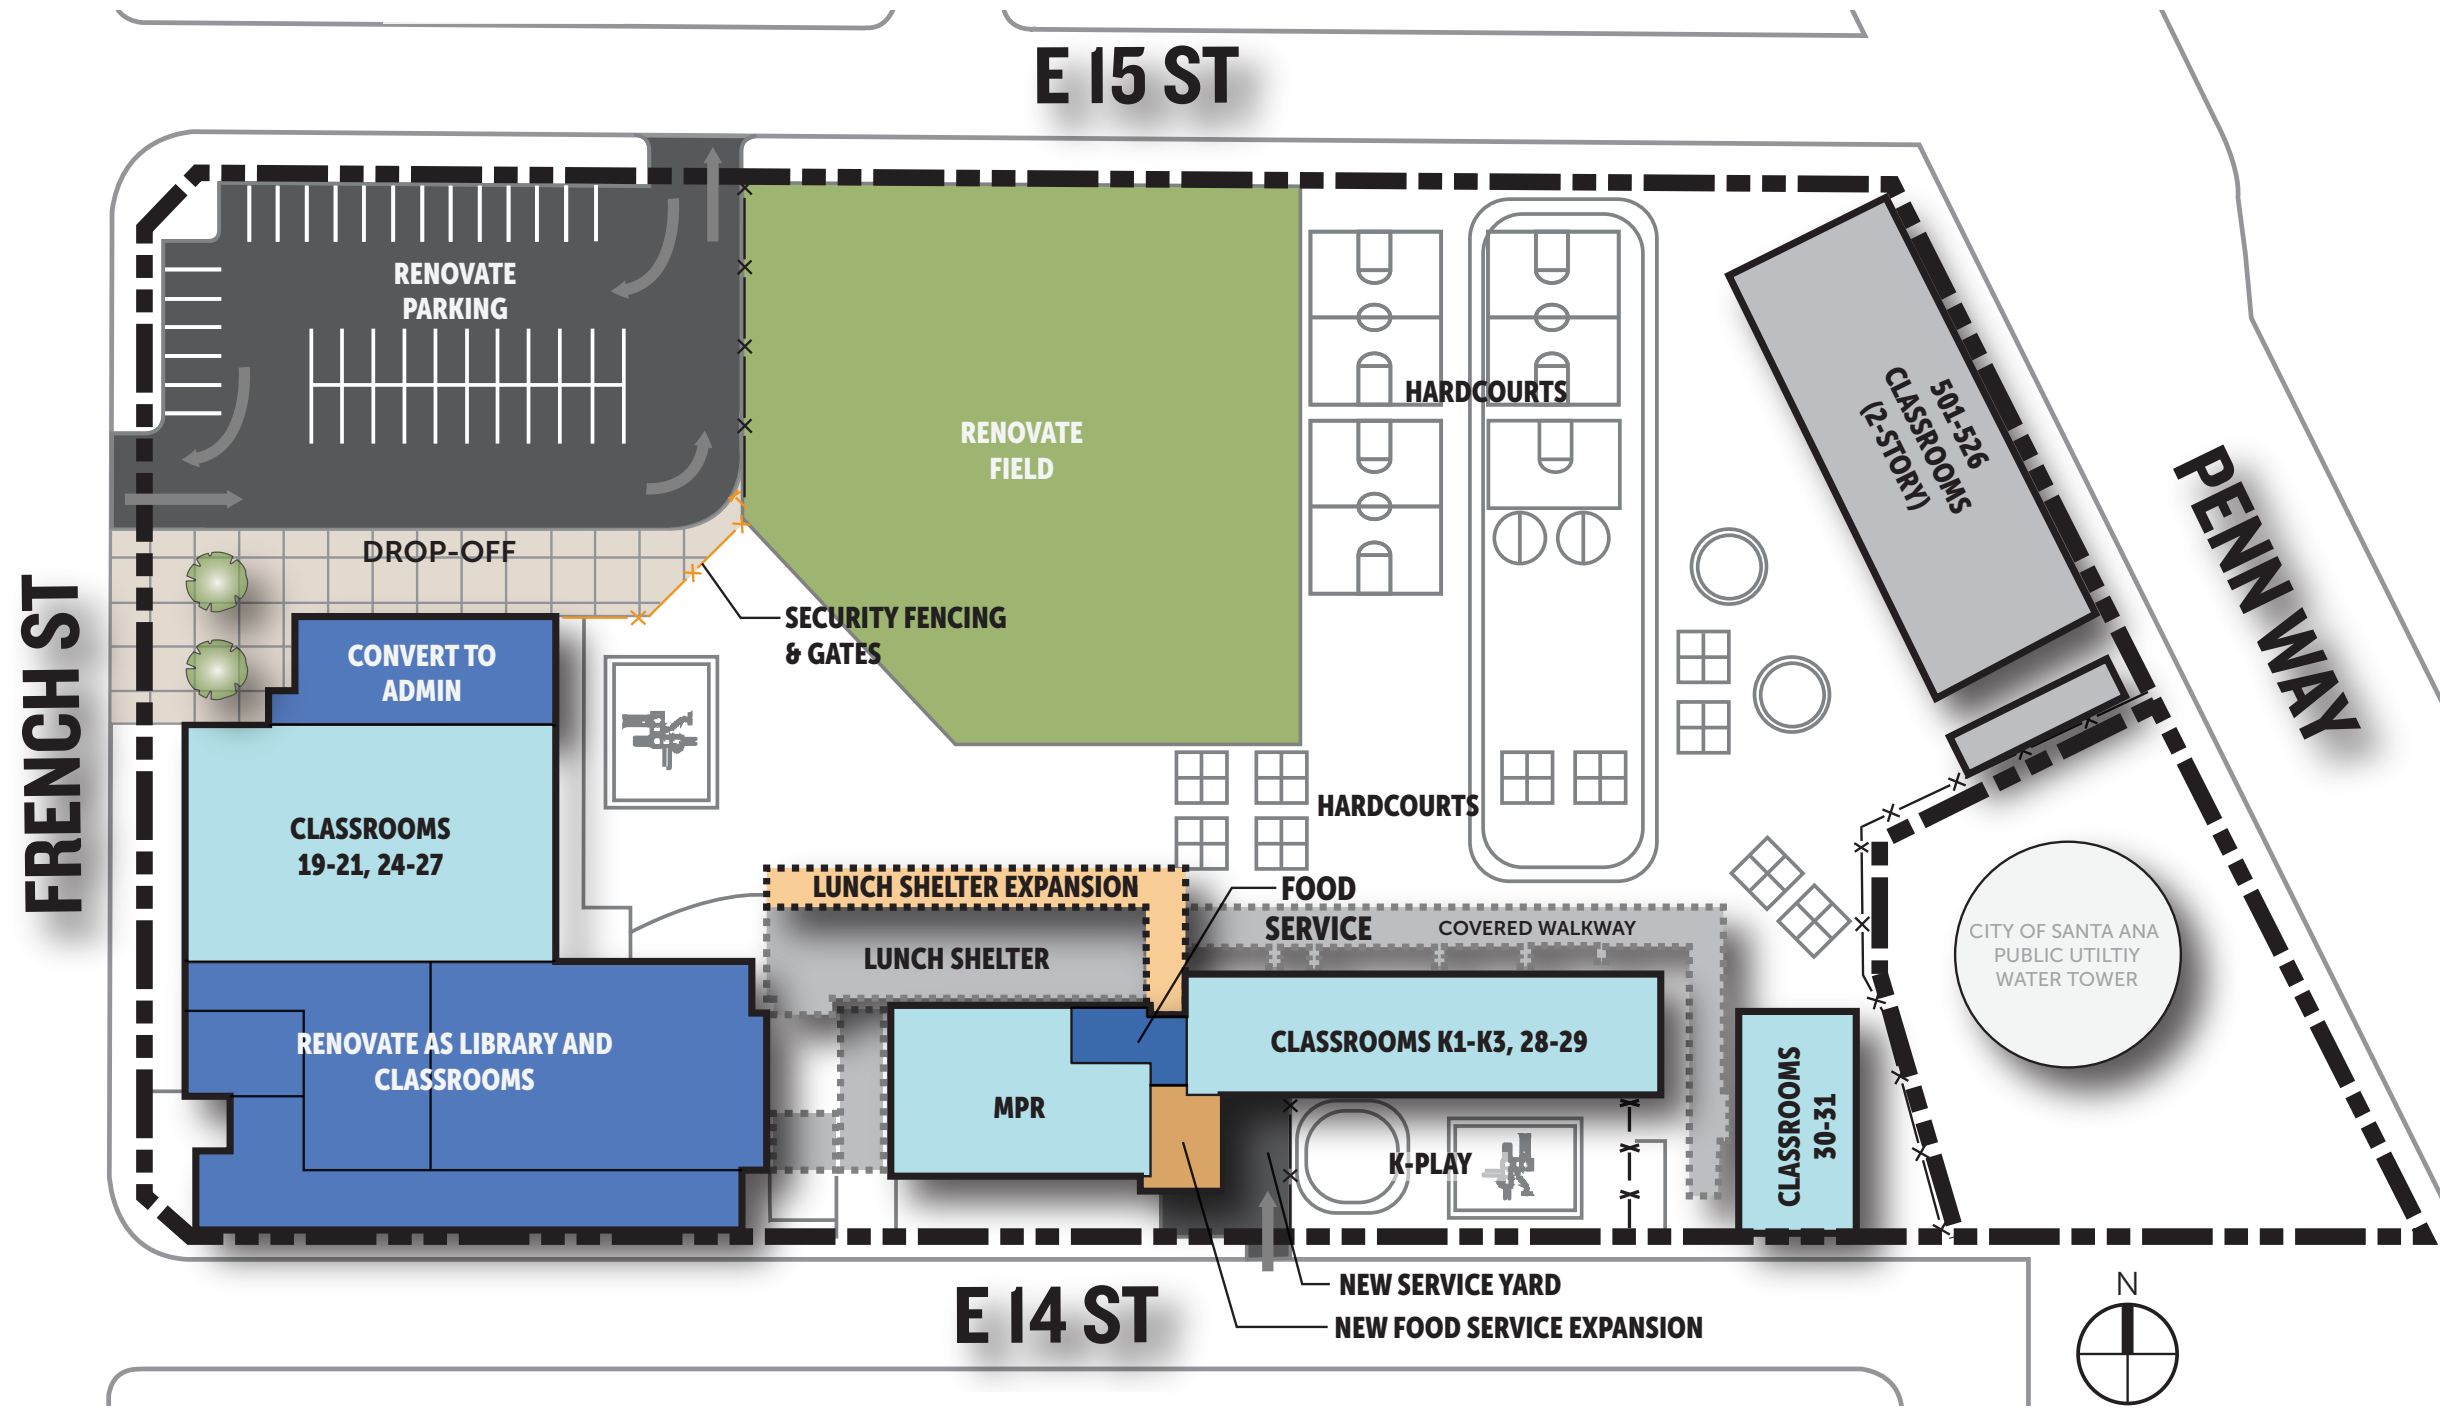 E 15 ST
RENOVATE
PARKING
HARDCOURTS
501-526
CLASSROOMS
(2-STORY)
RENOVATE
FIELD
PENN WAY
DROP-OFF
FRENCH ST
SECURITY FENCING
& GATES
CONVERT TO
ADMIN
HARDCOURTS
CLASSROOMS
19-21, 24-27
LUNCH SHELTER EXPANSION
FOOD
SERVICE
COVERED WALKWAY
CITY OF SANTA ANA
PUBLIC UTILTIY
WATER TOWER
LUNCH SHELTER
RENOVATE AS LIBRARY AND
CLASSROOMS
CLASSROOMS K1-K3, 28-29
MPR
CLASSROOMS
30-31
K-PLAY
NEW SERVICE YARD
NEW FOOD SERVICE EXPANSION
E 14 ST
N